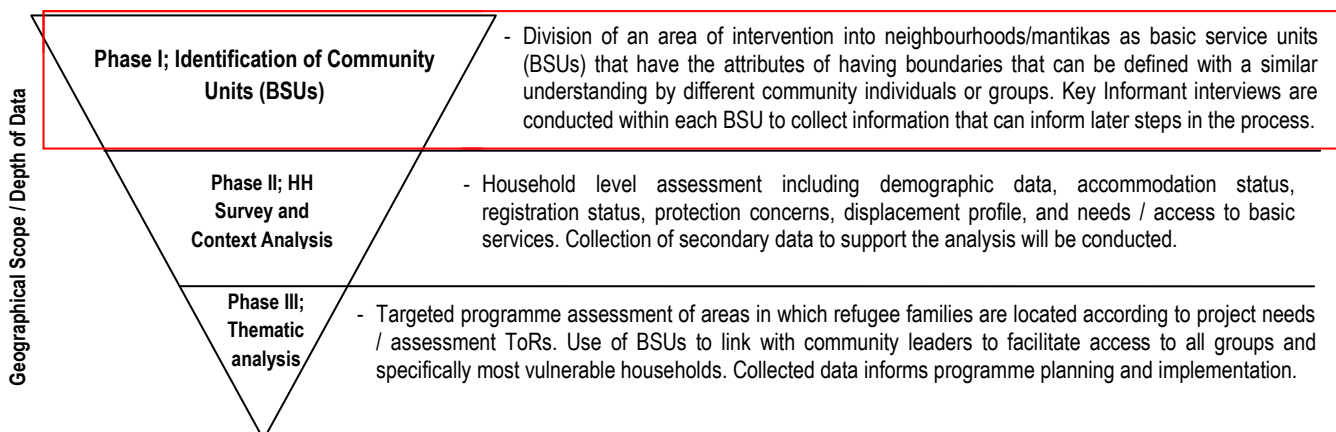 Geographical Scope / Depth of Data
Phase I; Identification of Community
Units (BSUs)
- Division of an area of intervention into neighbourhoods/mantikas as basic service units
(BSUs) that have the attributes of having boundaries that can be defined with a similar
understanding by different community individuals or groups. Key Informant interviews are
conducted within each BSU to collect information that can inform later steps in the process.
Phase II; HH
Survey and
Context Analysis
- Household level assessment including demographic data, accommodation status,
registration status, protection concerns, displacement profile, and needs / access to basic
services. Collection of secondary data to support the analysis will be conducted.
Phase III;
Thematic
analysis
- Targeted programme assessment of areas in which refugee families are located according to project needs
/ assessment ToRs. Use of BSUs to link with community leaders to facilitate access to all groups and
specifically most vulnerable households. Collected data informs programme planning and implementation.